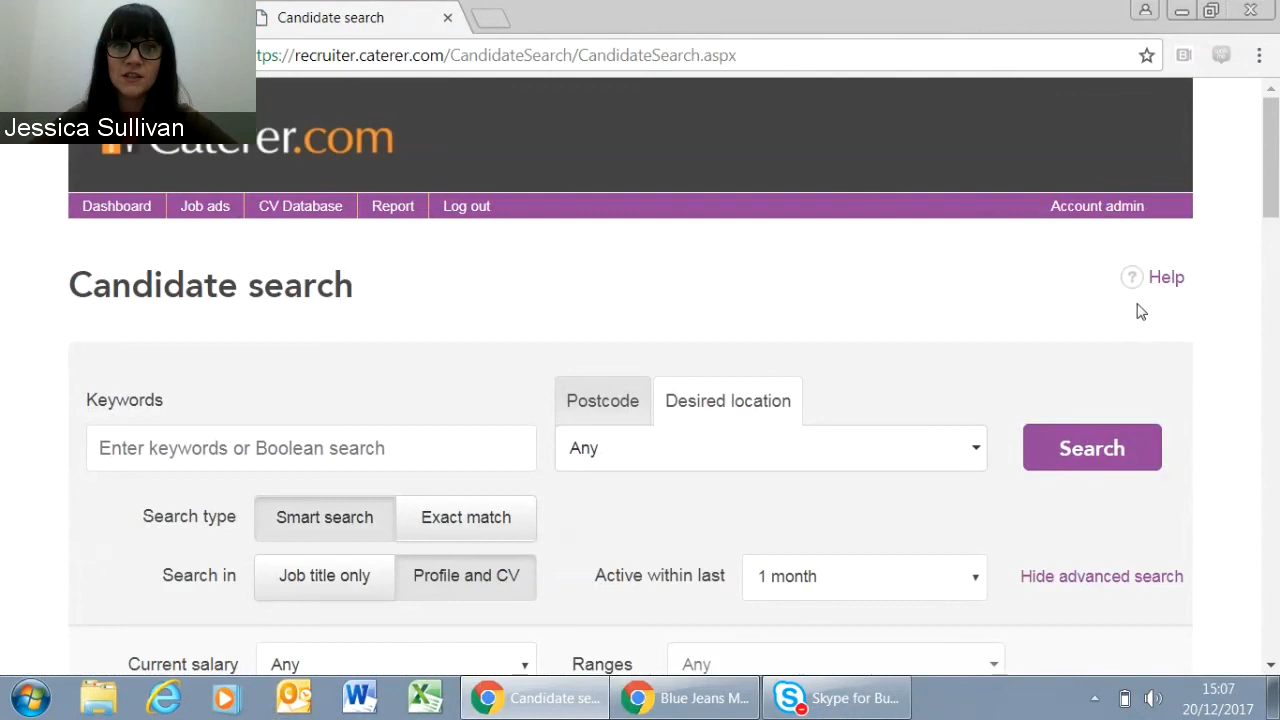 Candidate search
tps://recruiter.caterer.com/CandidateSearch/CandidateSearch.aspx
Jessica Sullivan
Caterer.com
Dashboard
Job ads
CV Database
Report
Log out
Account admin
Candidate search
? Help
Keywords
Postcode
Desired location
Enter keywords or Boolean search
Any
Search
Search type
Smart search
Exact match
Search in
Job title only
Profile and CV
Active within last
1 month
Hide advanced search
Current salary
Any
Ranges
Any
Candidate se...
Blue Jeans M...
Skype for Bu...
15:07
20/12/2017